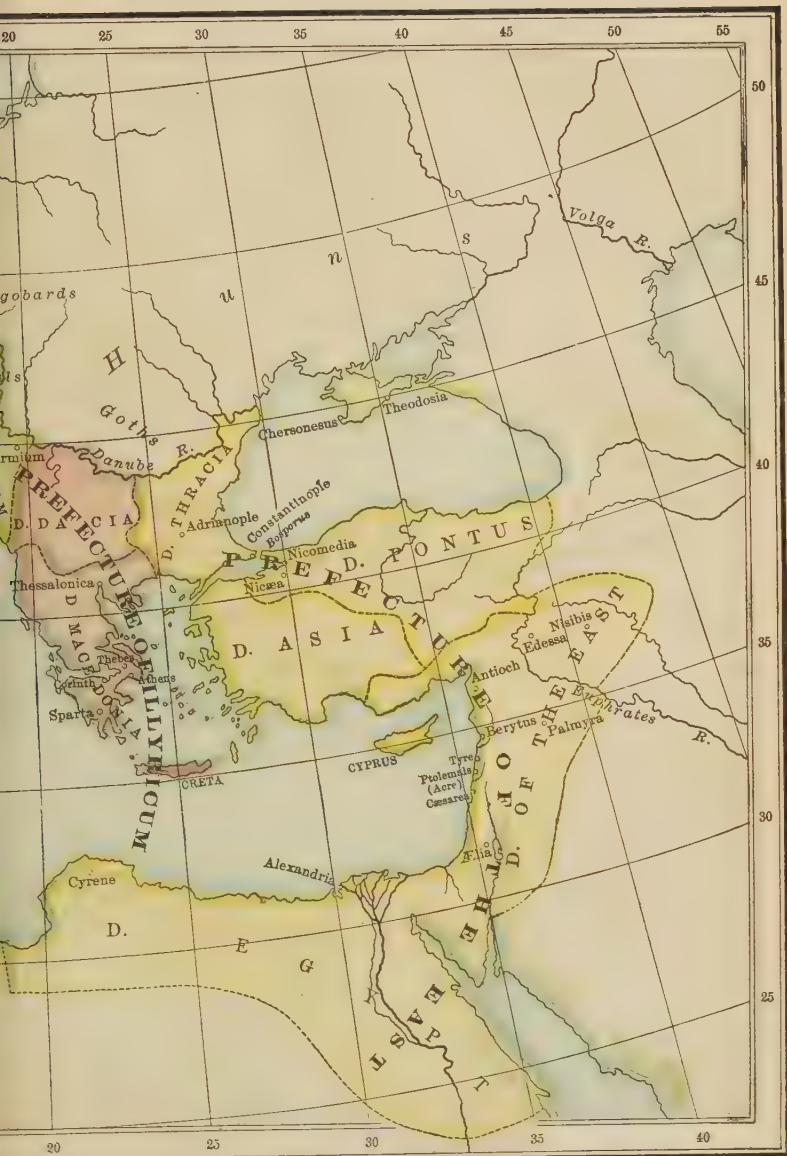 20 25 30 35 40 45 50 55
50
Volga R.
s
n
u
H
gobards
45
ls
Goths
Theodosia
Chersonesus
rmium
Danube R.
40
PREFECTURE OF ILLYRICUM
D. DACIA
D. THRACIA
Adrianople
Constantinople
Bosporus
Nicomedia
D. PONTUS
Nicæa
PREFECTURE OF THE EAST
Thessalonica
D MACEDONIA
D. ASIA
Nisibis
Edessa
35
Thebes
Corinth
Athens
Sparta
Antioch
Euphrates R.
D. OF THE EAST
Berytus
Palmyra
CYPRUS
CRETA
Tyre
Ptolemais
(Acre)
Cæsarea
30
Ælia
Alexandria
Cyrene
D. EGYPT
25
20 25 30 35 40